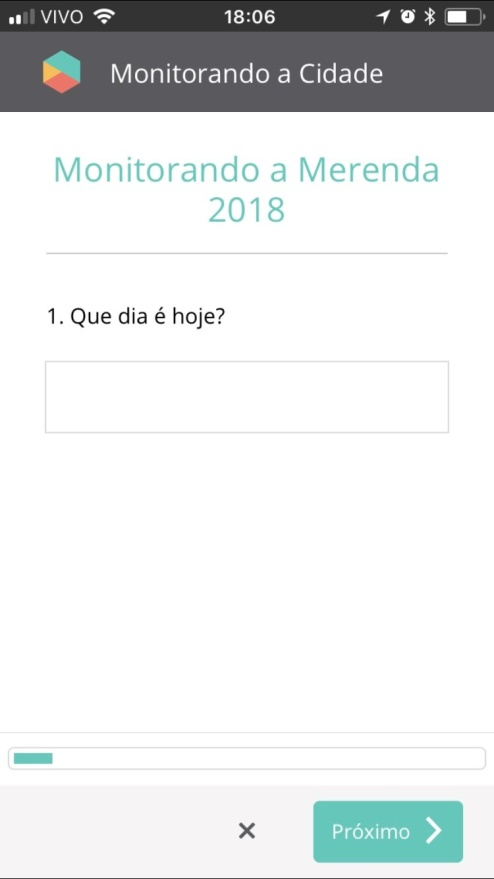 VIVO 18:06
Monitorando a Cidade
Monitorando a Merenda
2018
1. Que dia é hoje?
Próximo